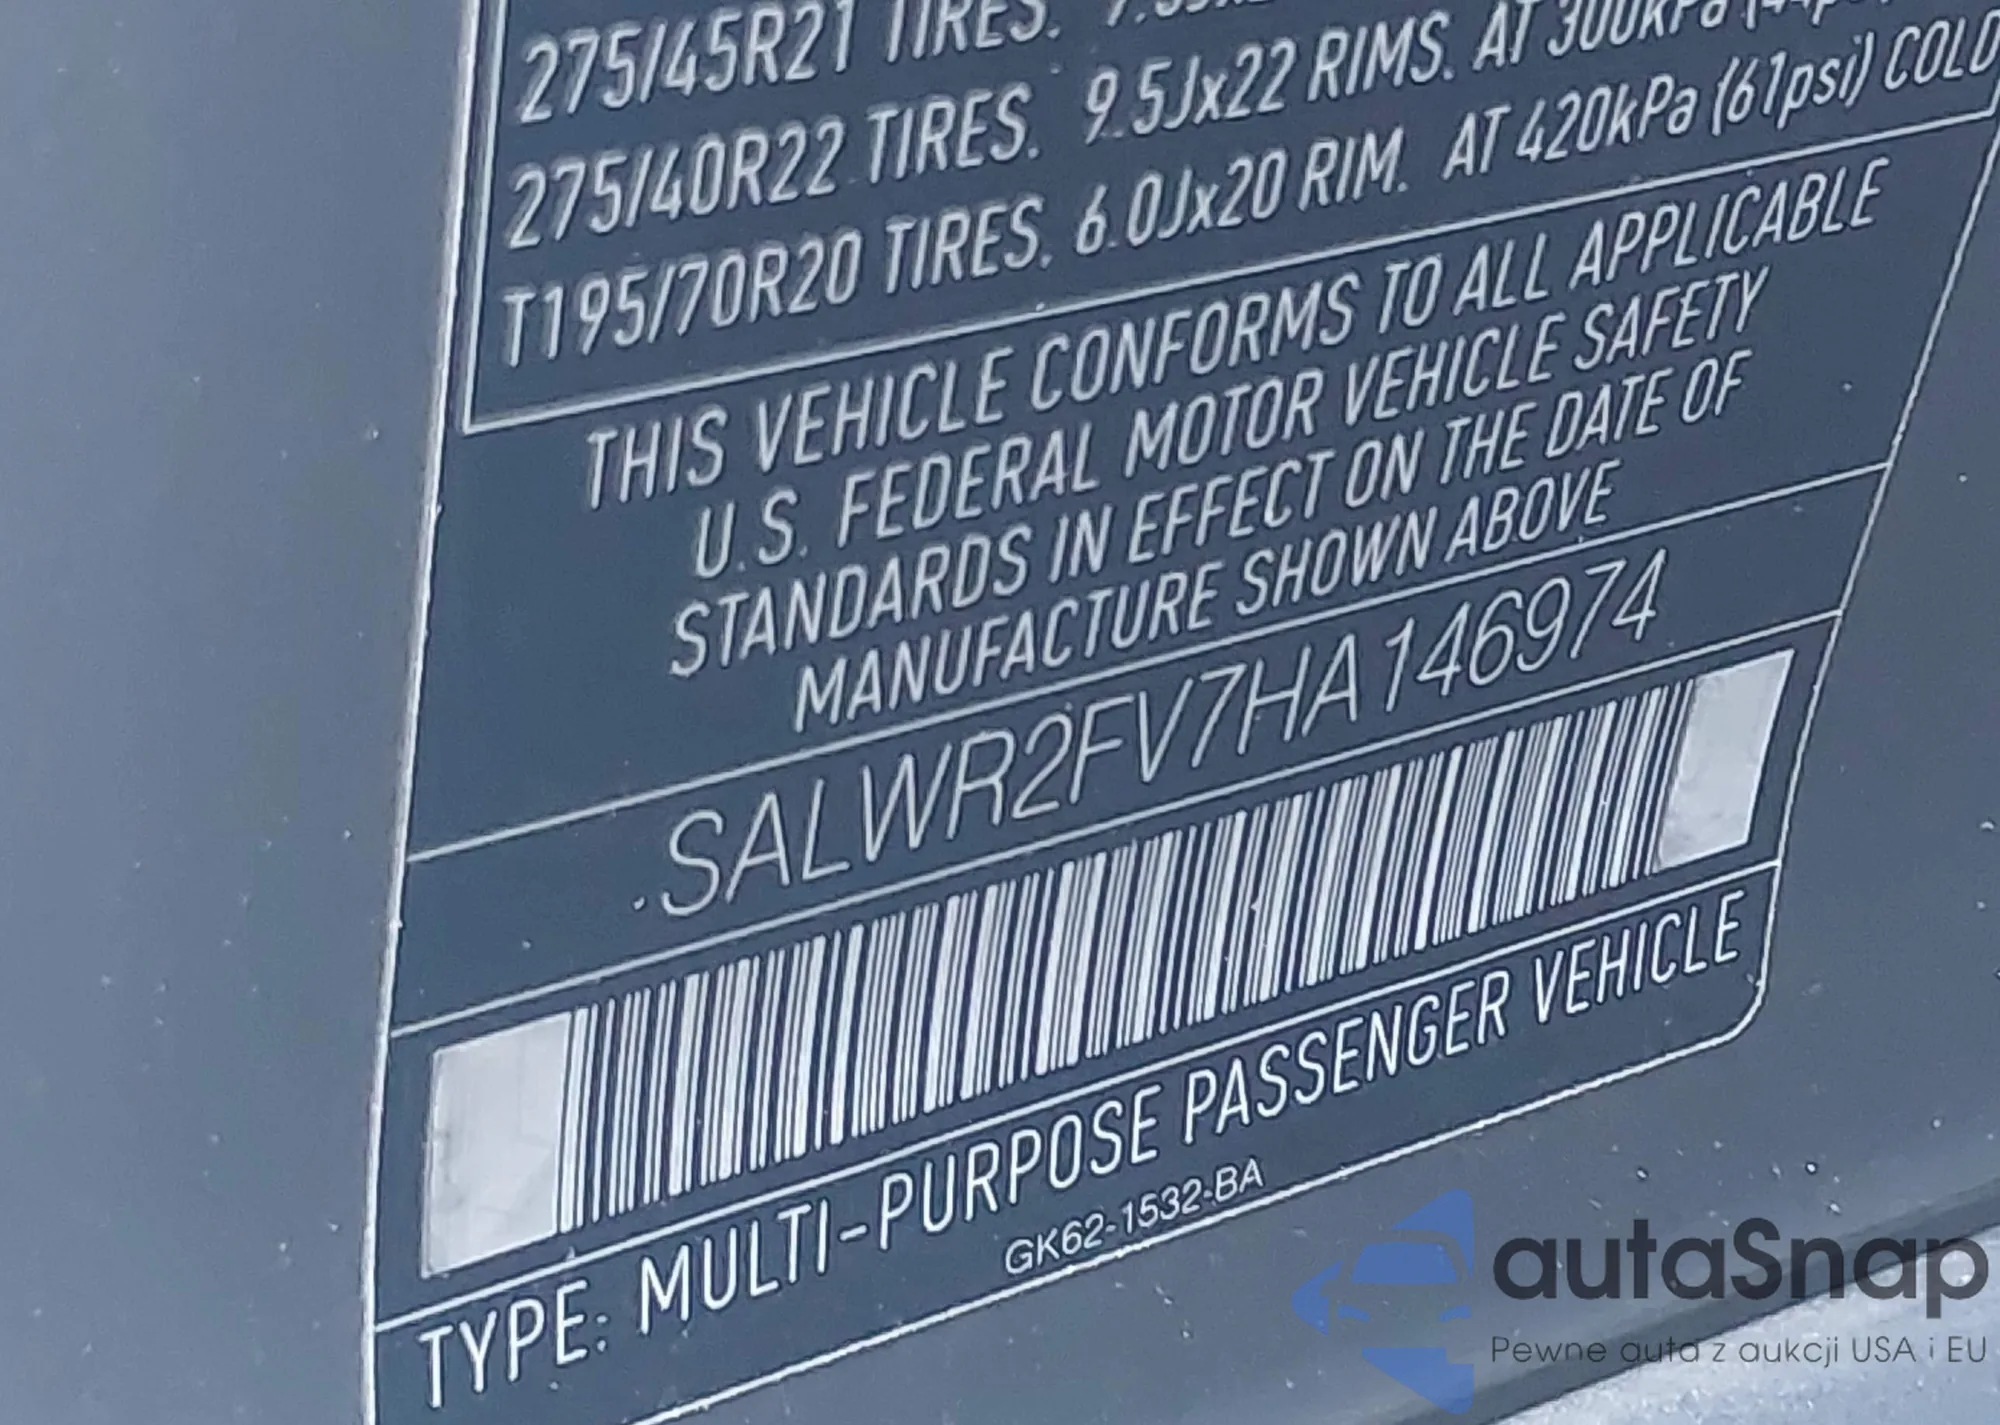 275/45R21 TIRES.
275/40R22 TIRES. 9.5Jx22 RIMS. AT 300kPa
T195/70R20 TIRES. 6.0Jx20 RIM. AT 420kPa (61psi) COLD
THIS VEHICLE CONFORMS TO ALL APPLICABLE
U.S. FEDERAL MOTOR VEHICLE SAFETY
STANDARDS IN EFFECT ON THE DATE OF
MANUFACTURE SHOWN ABOVE
.SALWR2FV7HA146974
TYPE: MULTI-PURPOSE PASSENGER VEHICLE
GK62-1532-BA
autaSnap
Pewne auta z aukcji USA i EU